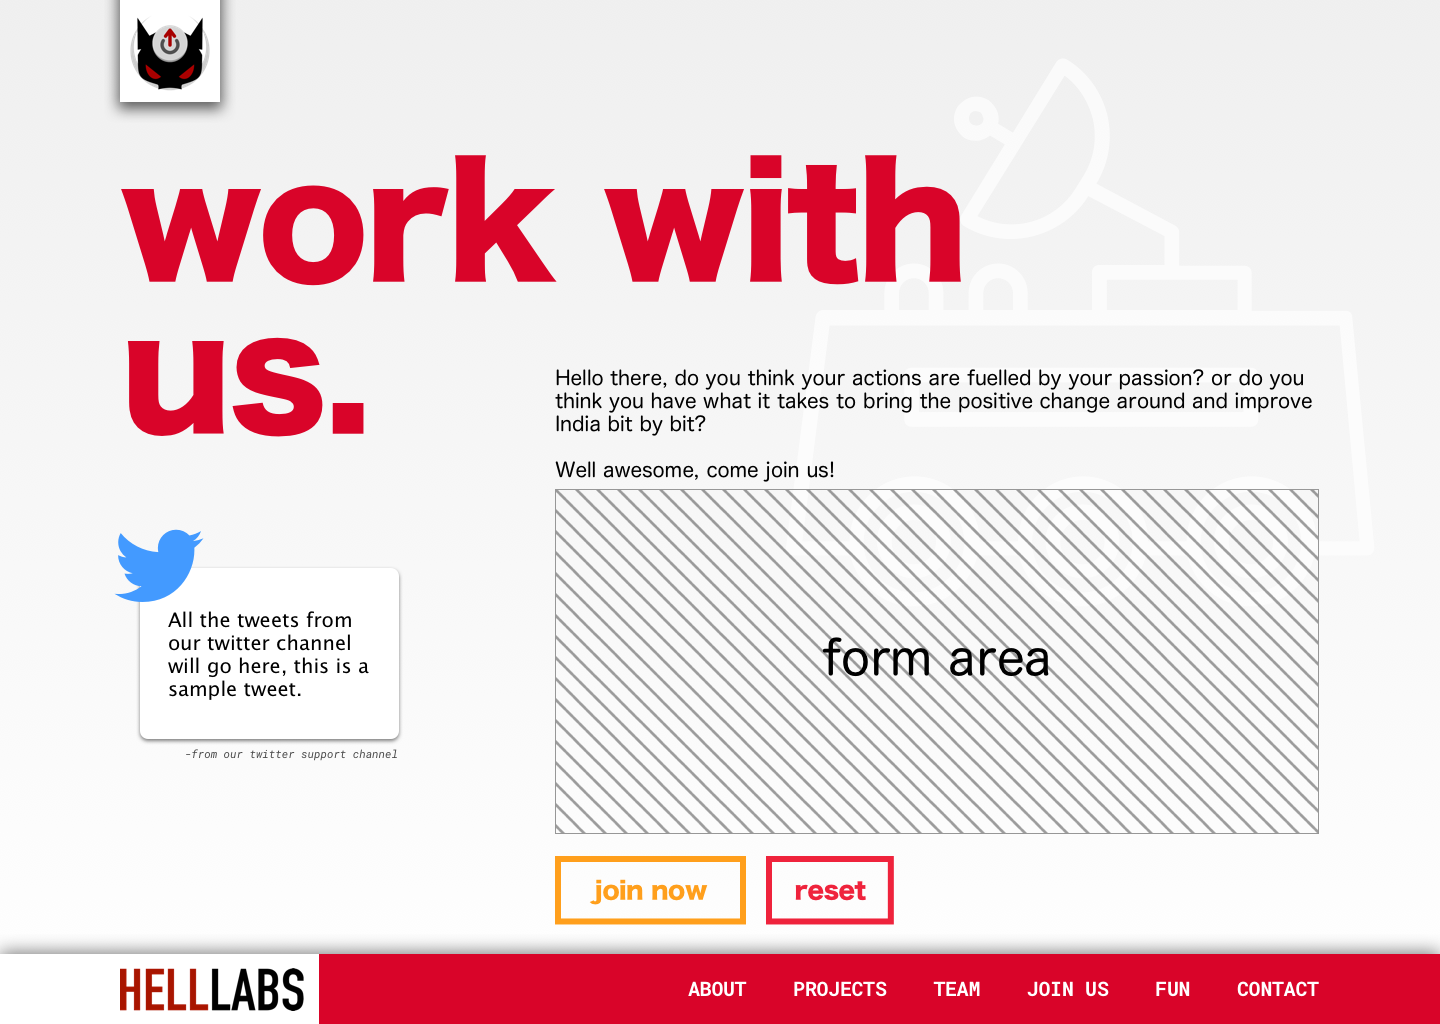 work with
us.
Hello there, do you think your actions are fuelled by your passion? or do you
think you have what it takes to bring the positive change around and improve
India bit by bit?
Well awesome, come join us!
All the tweets from
our twitter channel
will go here, this is a
sample tweet.
-from our twitter support channel
form area
join now
reset
HELLLABS
ABOUT PROJECTS TEAM JOIN US FUN CONTACT